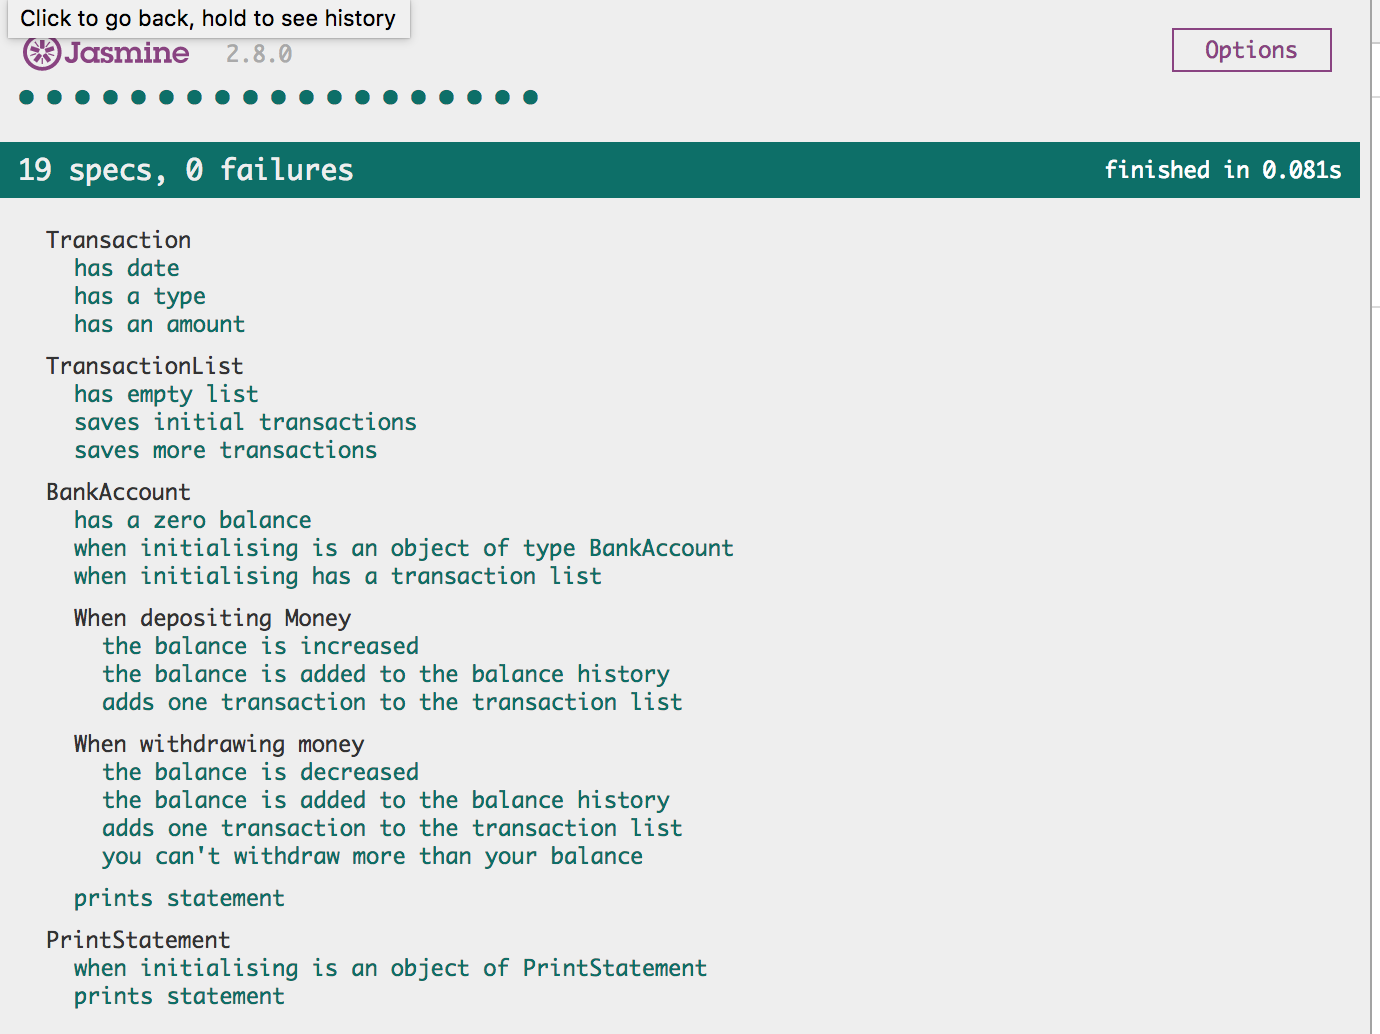 Click to go back, hold to see history
Jasmine 2.8.0
Options
19 specs, 0 failures
finished in 0.081s
Transaction
has date
has a type
has an amount
TransactionList
has empty list
saves initial transactions
saves more transactions
BankAccount
has a zero balance
when initialising is an object of type BankAccount
when initialising has a transaction list
When depositing Money
the balance is increased
the balance is added to the balance history
adds one transaction to the transaction list
When withdrawing money
the balance is decreased
the balance is added to the balance history
adds one transaction to the transaction list
you can't withdraw more than your balance
prints statement
PrintStatement
when initialising is an object of PrintStatement
prints statement